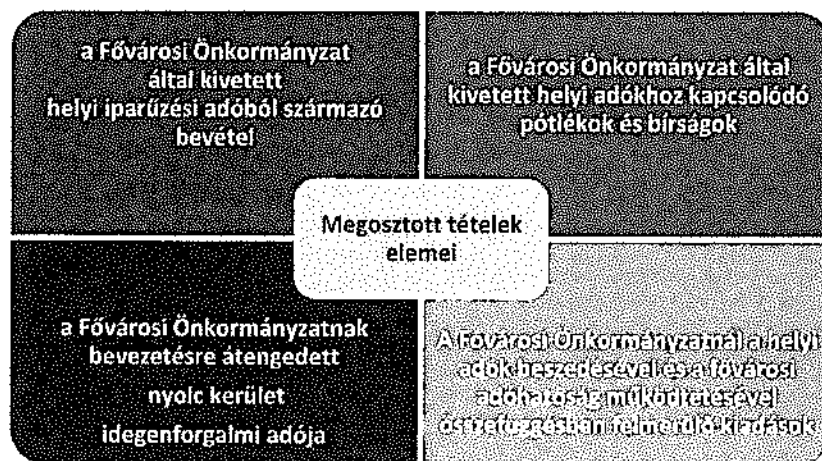 a Fővárosi Önkormányzat
által kivetett
helyi iparűzési adóból származó
bevétel
a Fővárosi Önkormányzat által
kivetett helyi adókhoz kapcsolódó
pótlékok és bírságok
Megosztott tételek
elemei
a Fővárosi Önkormányzatnak
bevezetésre átengedett
nyolc kerület
idegenforgalmi adója
A Fővárosi Önkormányzatnál a helyi
adók beszedésével és a fővárosi
adóhatóság működtetésével
összefüggésben felmerülő kiadások